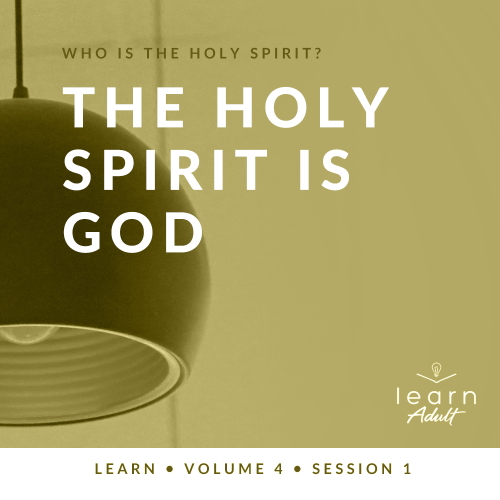 WHO IS THE HOLY SPIRIT?
THE HOLY
SPIRIT IS
GOD
learn
Adult
LEARN • VOLUME 4 • SESSION 1